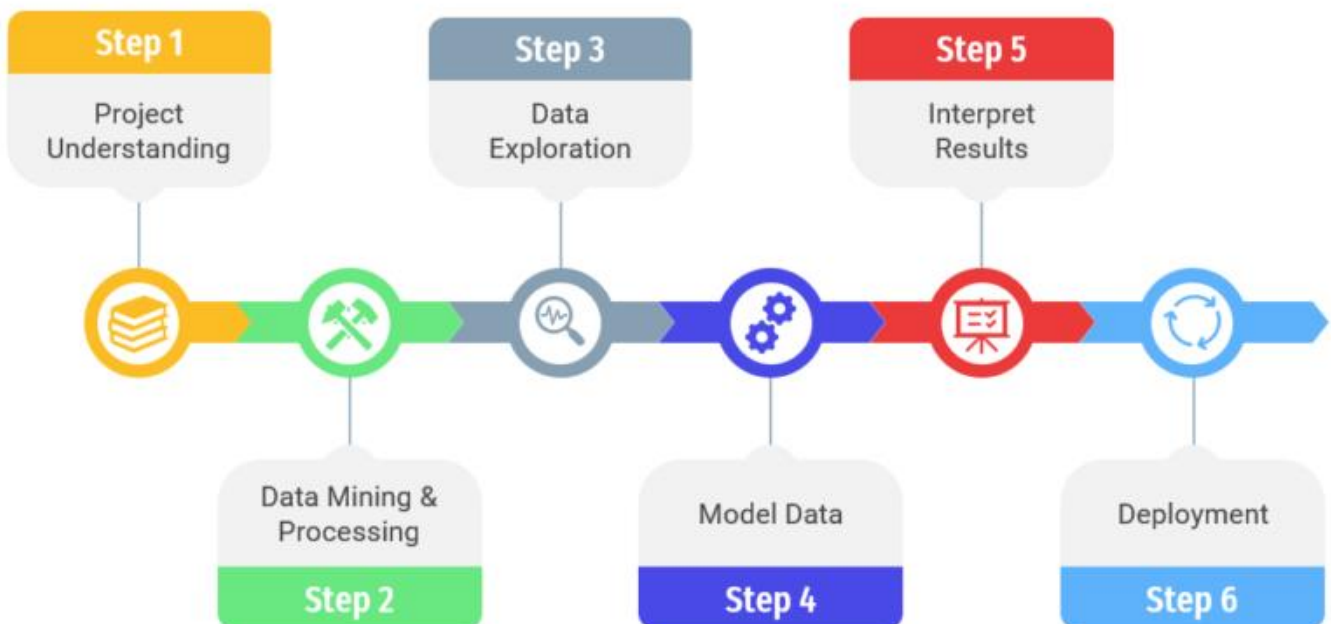 Step 1
Project
Understanding
Data Mining &
Processing
Step 2
Step 3
Data
Exploration
Model Data
Step 4
Step 5
Interpret
Results
Deployment
Step 6